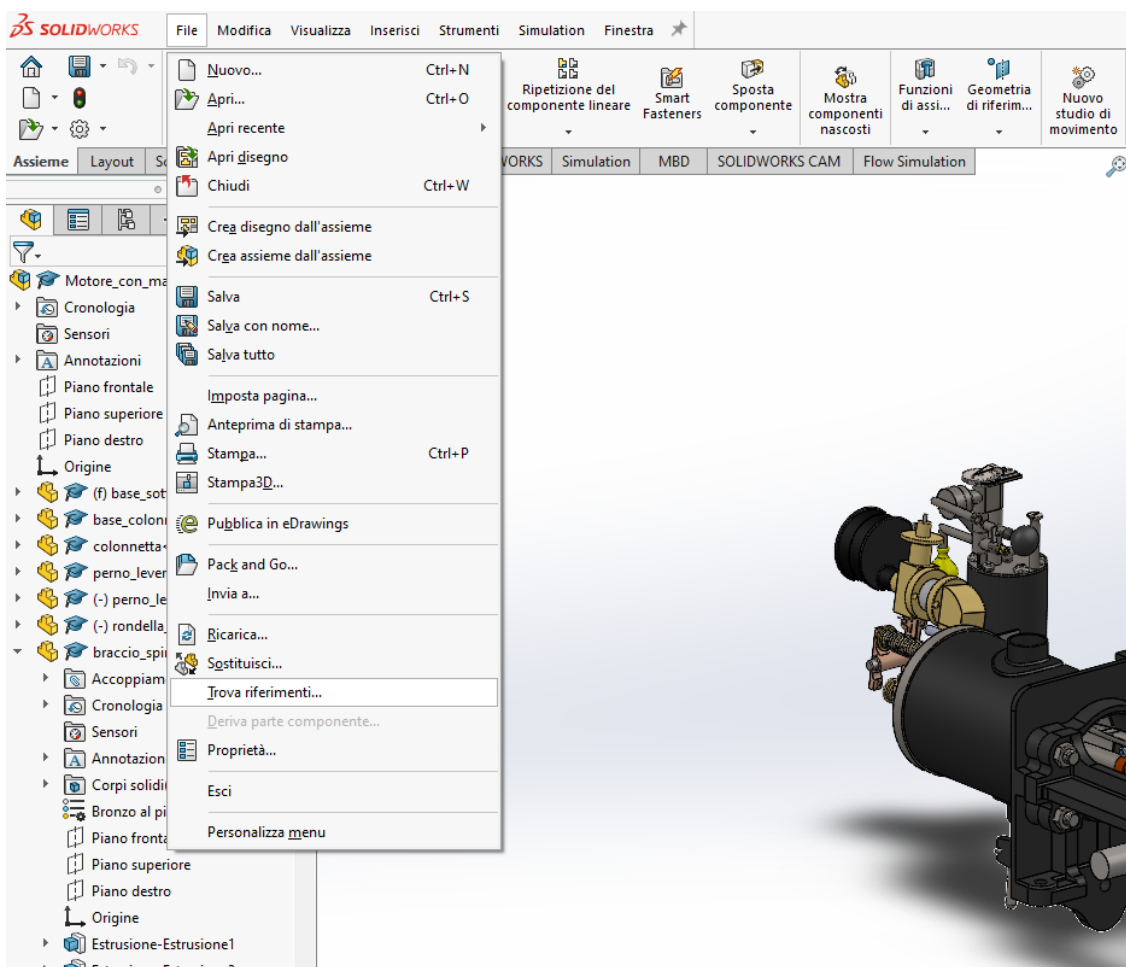 SOLIDWORKS
File Modifica Visualizza Inserisci Strumenti Simulation Finestra
Nuovo... Ctrl+N
Apri... Ctrl+O
Apri recente
Apri disegno
Chiudi Ctrl+W
Crea disegno dall'assieme
Crea assieme dall'assieme
Salva Ctrl+S
Salva con nome...
Salva tutto
Imposta pagina...
Anteprima di stampa...
Stampa... Ctrl+P
Stampa3D...
Pubblica in eDrawings
Pack and Go...
Invia a...
Ricarica...
Sostituisci...
Trova riferimenti...
Deriva parte componente...
Proprietà...
Esci
Personalizza menu
Ripetizione del
componente lineare
Smart
Fasteners
Sposta
componente
Mostra
componenti
nascosti
Funzioni
di assi...
Geometria
di riferim...
Nuovo
studio di
movimento
Assieme Layout
Simulation MBD SOLIDWORKS CAM Flow Simulation
Motore_con_ma
Cronologia
Sensori
Annotazioni
Piano frontale
Piano superiore
Piano destro
Origine
(f) base_sot
base_colon
colonnetta
perno_lever
(-) perno_le
(-) rondella_
braccio_spi
Accoppiam
Cronologia
Sensori
Annotazion
Corpi solidi
Bronzo al pi
Piano fronta
Piano superiore
Piano destro
Origine
Estrusione-Estrusione1